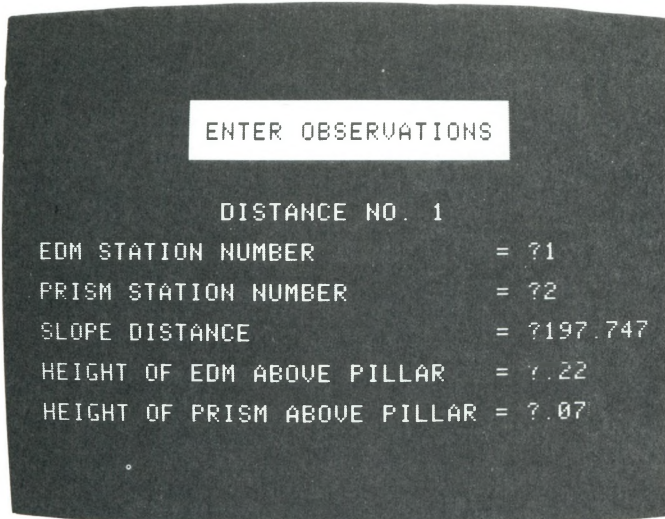 ENTER OBSERVATIONS
DISTANCE NO. 1
EDM STATION NUMBER = ?1
PRISM STATION NUMBER = ?2
SLOPE DISTANCE = ?197.747
HEIGHT OF EDM ABOVE PILLAR = ?.22
HEIGHT OF PRISM ABOVE PILLAR = ?.07